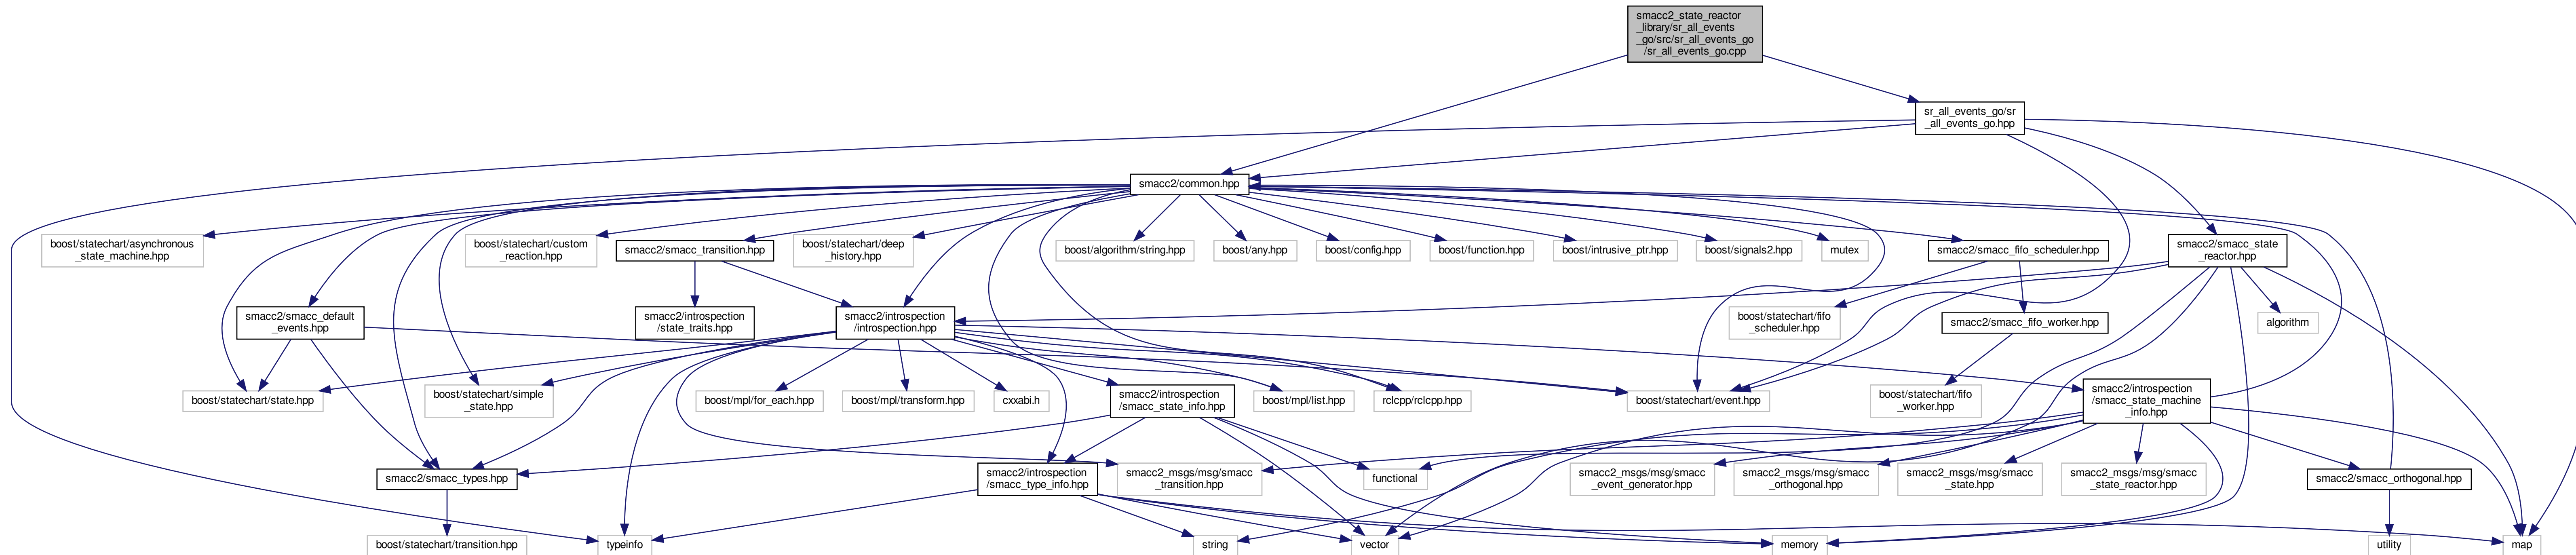 smacc2_state_reactor
_library/sr_all_events
_go/src/sr_all_events_go
/sr_all_events_go.cpp
sr_all_events_go/sr
_all_events_go.hpp
smacc2/common.hpp
boost/statechart/asynchronous
_state_machine.hpp
boost/statechart/custom
_reaction.hpp
smacc2/smacc_transition.hpp
boost/statechart/deep
_history.hpp
boost/algorithm/string.hpp
boost/any.hpp
boost/config.hpp
boost/function.hpp
boost/intrusive_ptr.hpp
boost/signals2.hpp
mutex
smacc2/smacc_fifo_scheduler.hpp
smacc2/smacc_state
_reactor.hpp
smacc2/smacc_default
_events.hpp
smacc2/introspection
/state_traits.hpp
smacc2/introspection
/introspection.hpp
boost/statechart/fifo
_scheduler.hpp
smacc2/smacc_fifo_worker.hpp
algorithm
boost/statechart/state.hpp
boost/statechart/simple
_state.hpp
boost/mpl/for_each.hpp
boost/mpl/transform.hpp
cxxabi.h
smacc2/introspection
/smacc_state_info.hpp
boost/mpl/list.hpp
rclcpp/rclcpp.hpp
boost/statechart/event.hpp
boost/statechart/fifo
_worker.hpp
smacc2/introspection
/smacc_state_machine
_info.hpp
smacc2/smacc_types.hpp
smacc2/introspection
/smacc_type_info.hpp
smacc2_msgs/msg/smacc
_transition.hpp
functional
smacc2_msgs/msg/smacc
_event_generator.hpp
smacc2_msgs/msg/smacc
_orthogonal.hpp
smacc2_msgs/msg/smacc
_state.hpp
smacc2_msgs/msg/smacc
_state_reactor.hpp
smacc2/smacc_orthogonal.hpp
boost/statechart/transition.hpp
typeinfo
string
vector
memory
utility
map